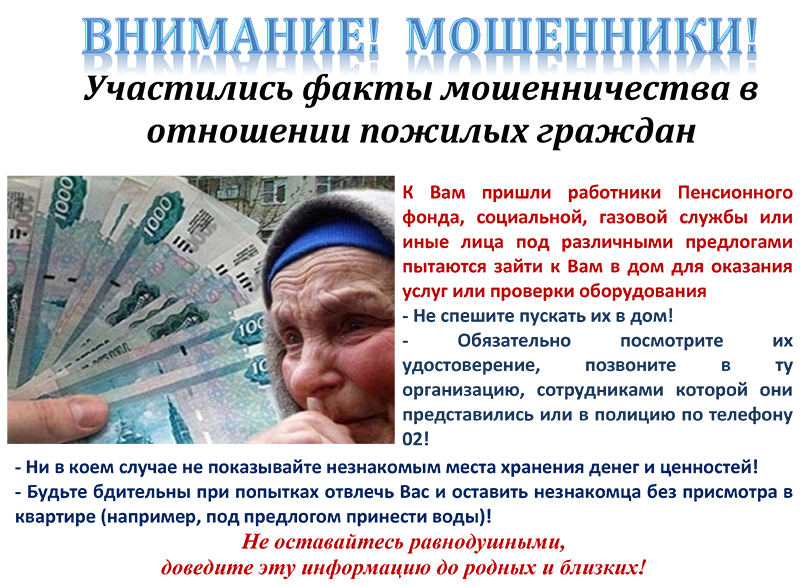 ВНИМАНИЕ! МОШЕННИКИ!
Участились факты мошенничества в
отношении пожилых граждан
1000
1000
К Вам пришли работники Пенсионного
фонда, социальной, газовой службы или
иные лица под различными предлогами
пытаются зайти к Вам в дом для оказания
услуг или проверки оборудования
- Не спешите пускать их в дом!
- Обязательно посмотрите их
удостоверение, позвоните в ту
организацию, сотрудниками которой они
представились или в полицию по телефону
02!
- Ни в коем случае не показывайте незнакомым места хранения денег и ценностей!
- Будьте бдительны при попытках отвлечь Вас и оставить незнакомца без присмотра в
квартире (например, под предлогом принести воды)!
Не оставайтесь равнодушными,
доведите эту информацию до родных и близких!